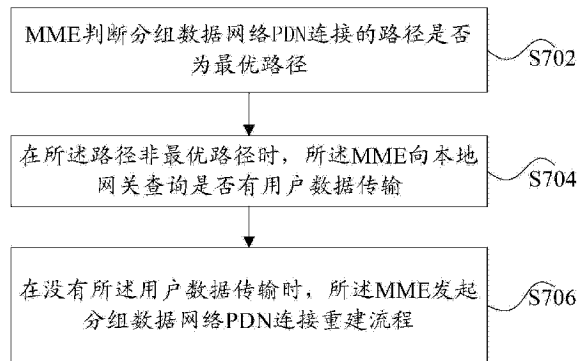 MME判断分组数据网络PDN连接的路径是否
为最优路径
S702
在所述路径非最优路径时，所述MME向本地
网关查询是否有用户数据传输
S704
在没有所述用户数据传输时，所述MME发起
分组数据网络PDN连接重建流程
S706